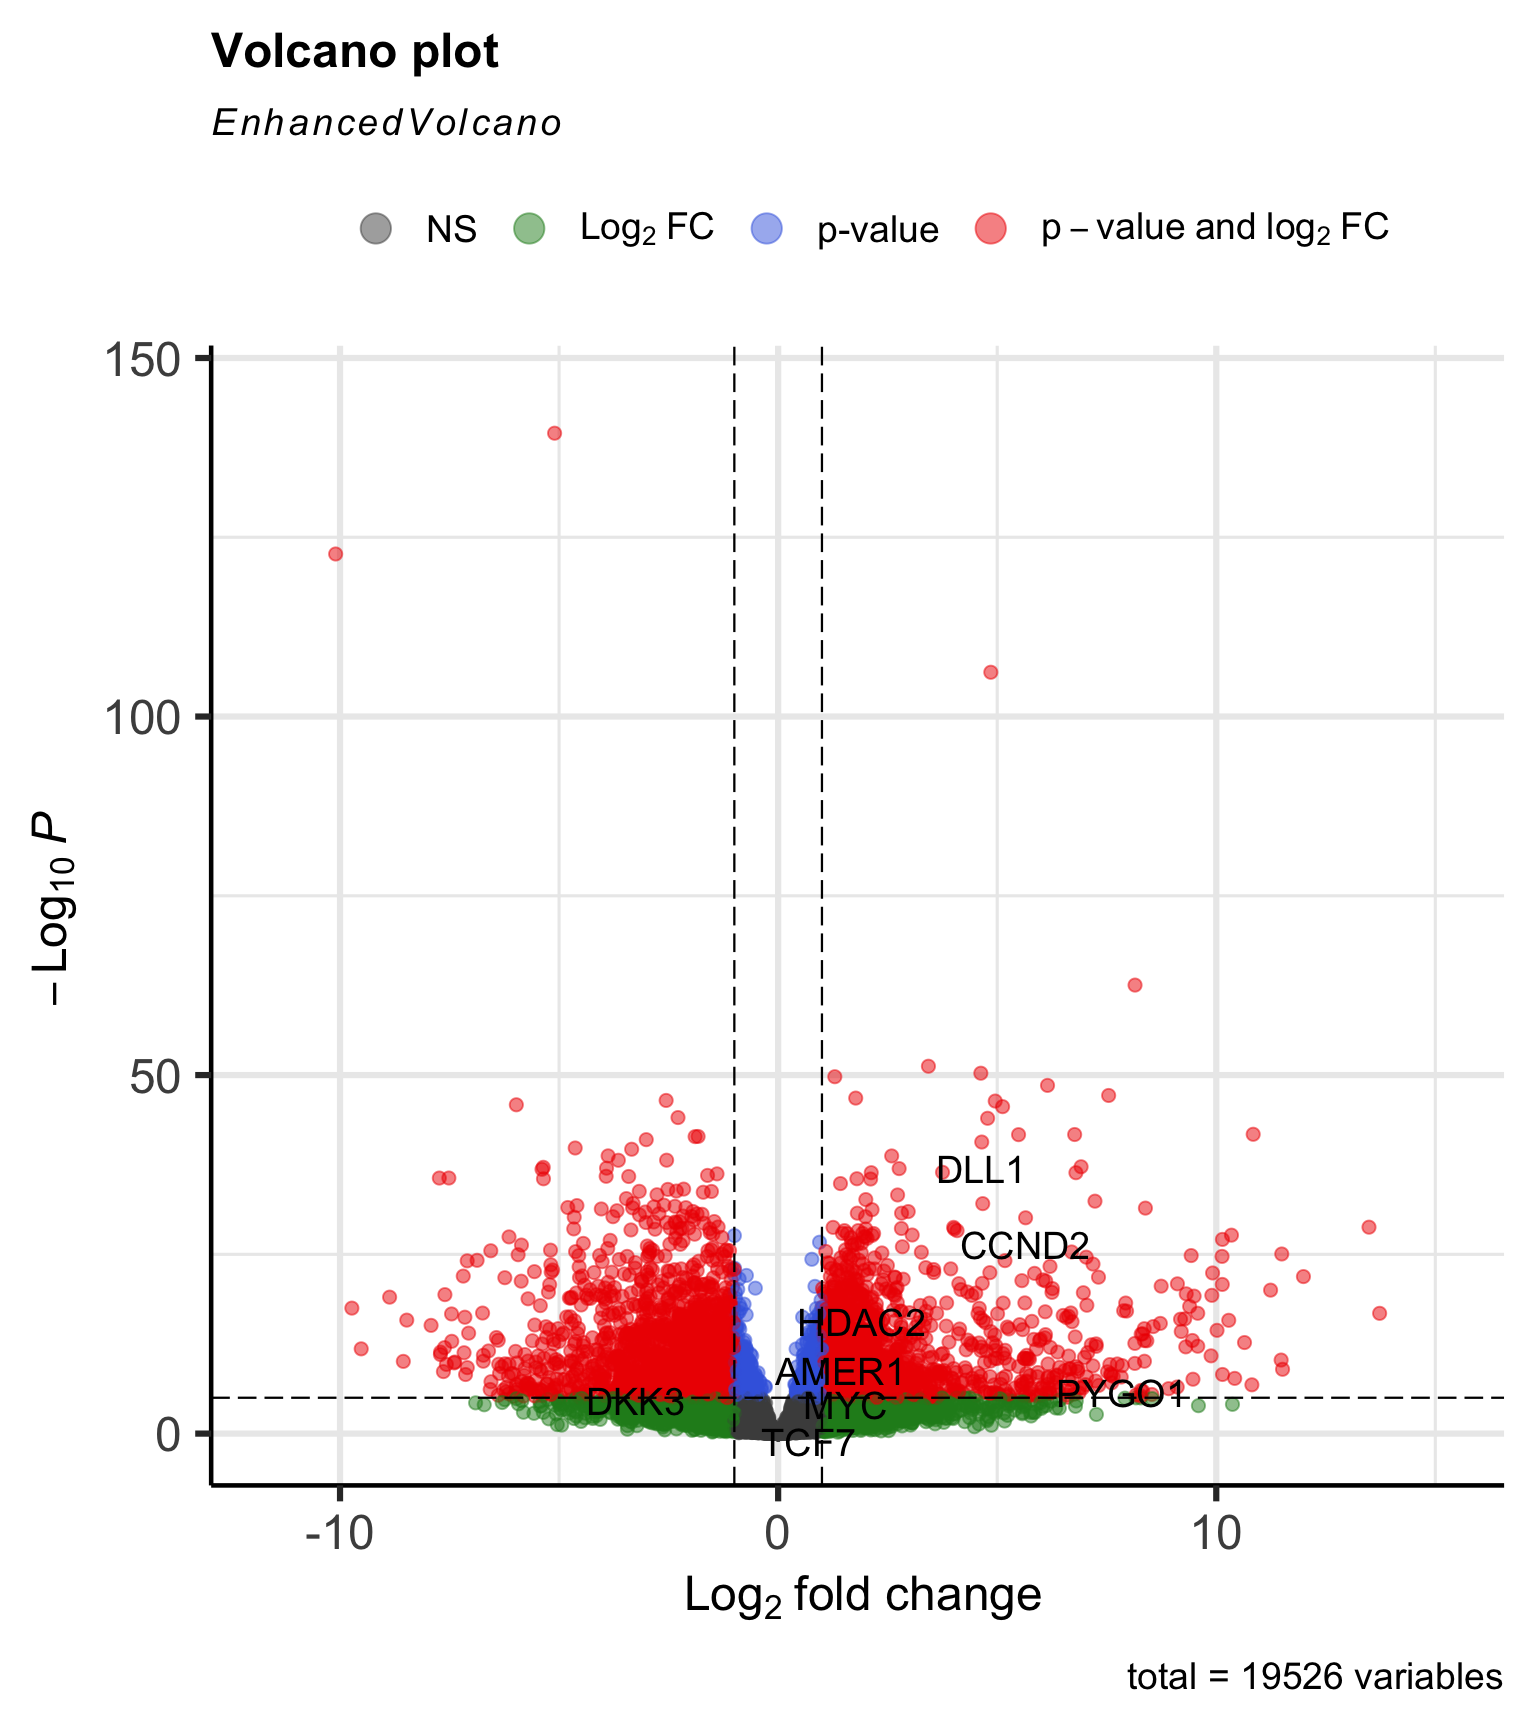 Volcano plot
EnhancedVolcano
NS Log₂ FC p-value p – value and log₂ FC
150
100
50
0
– Log₁₀ P
DLL1
CCND2
HDAC2
AMER1
PYGO1
DKK3
MYC
TCF7
-10 0 10
Log₂ fold change
total = 19526 variables